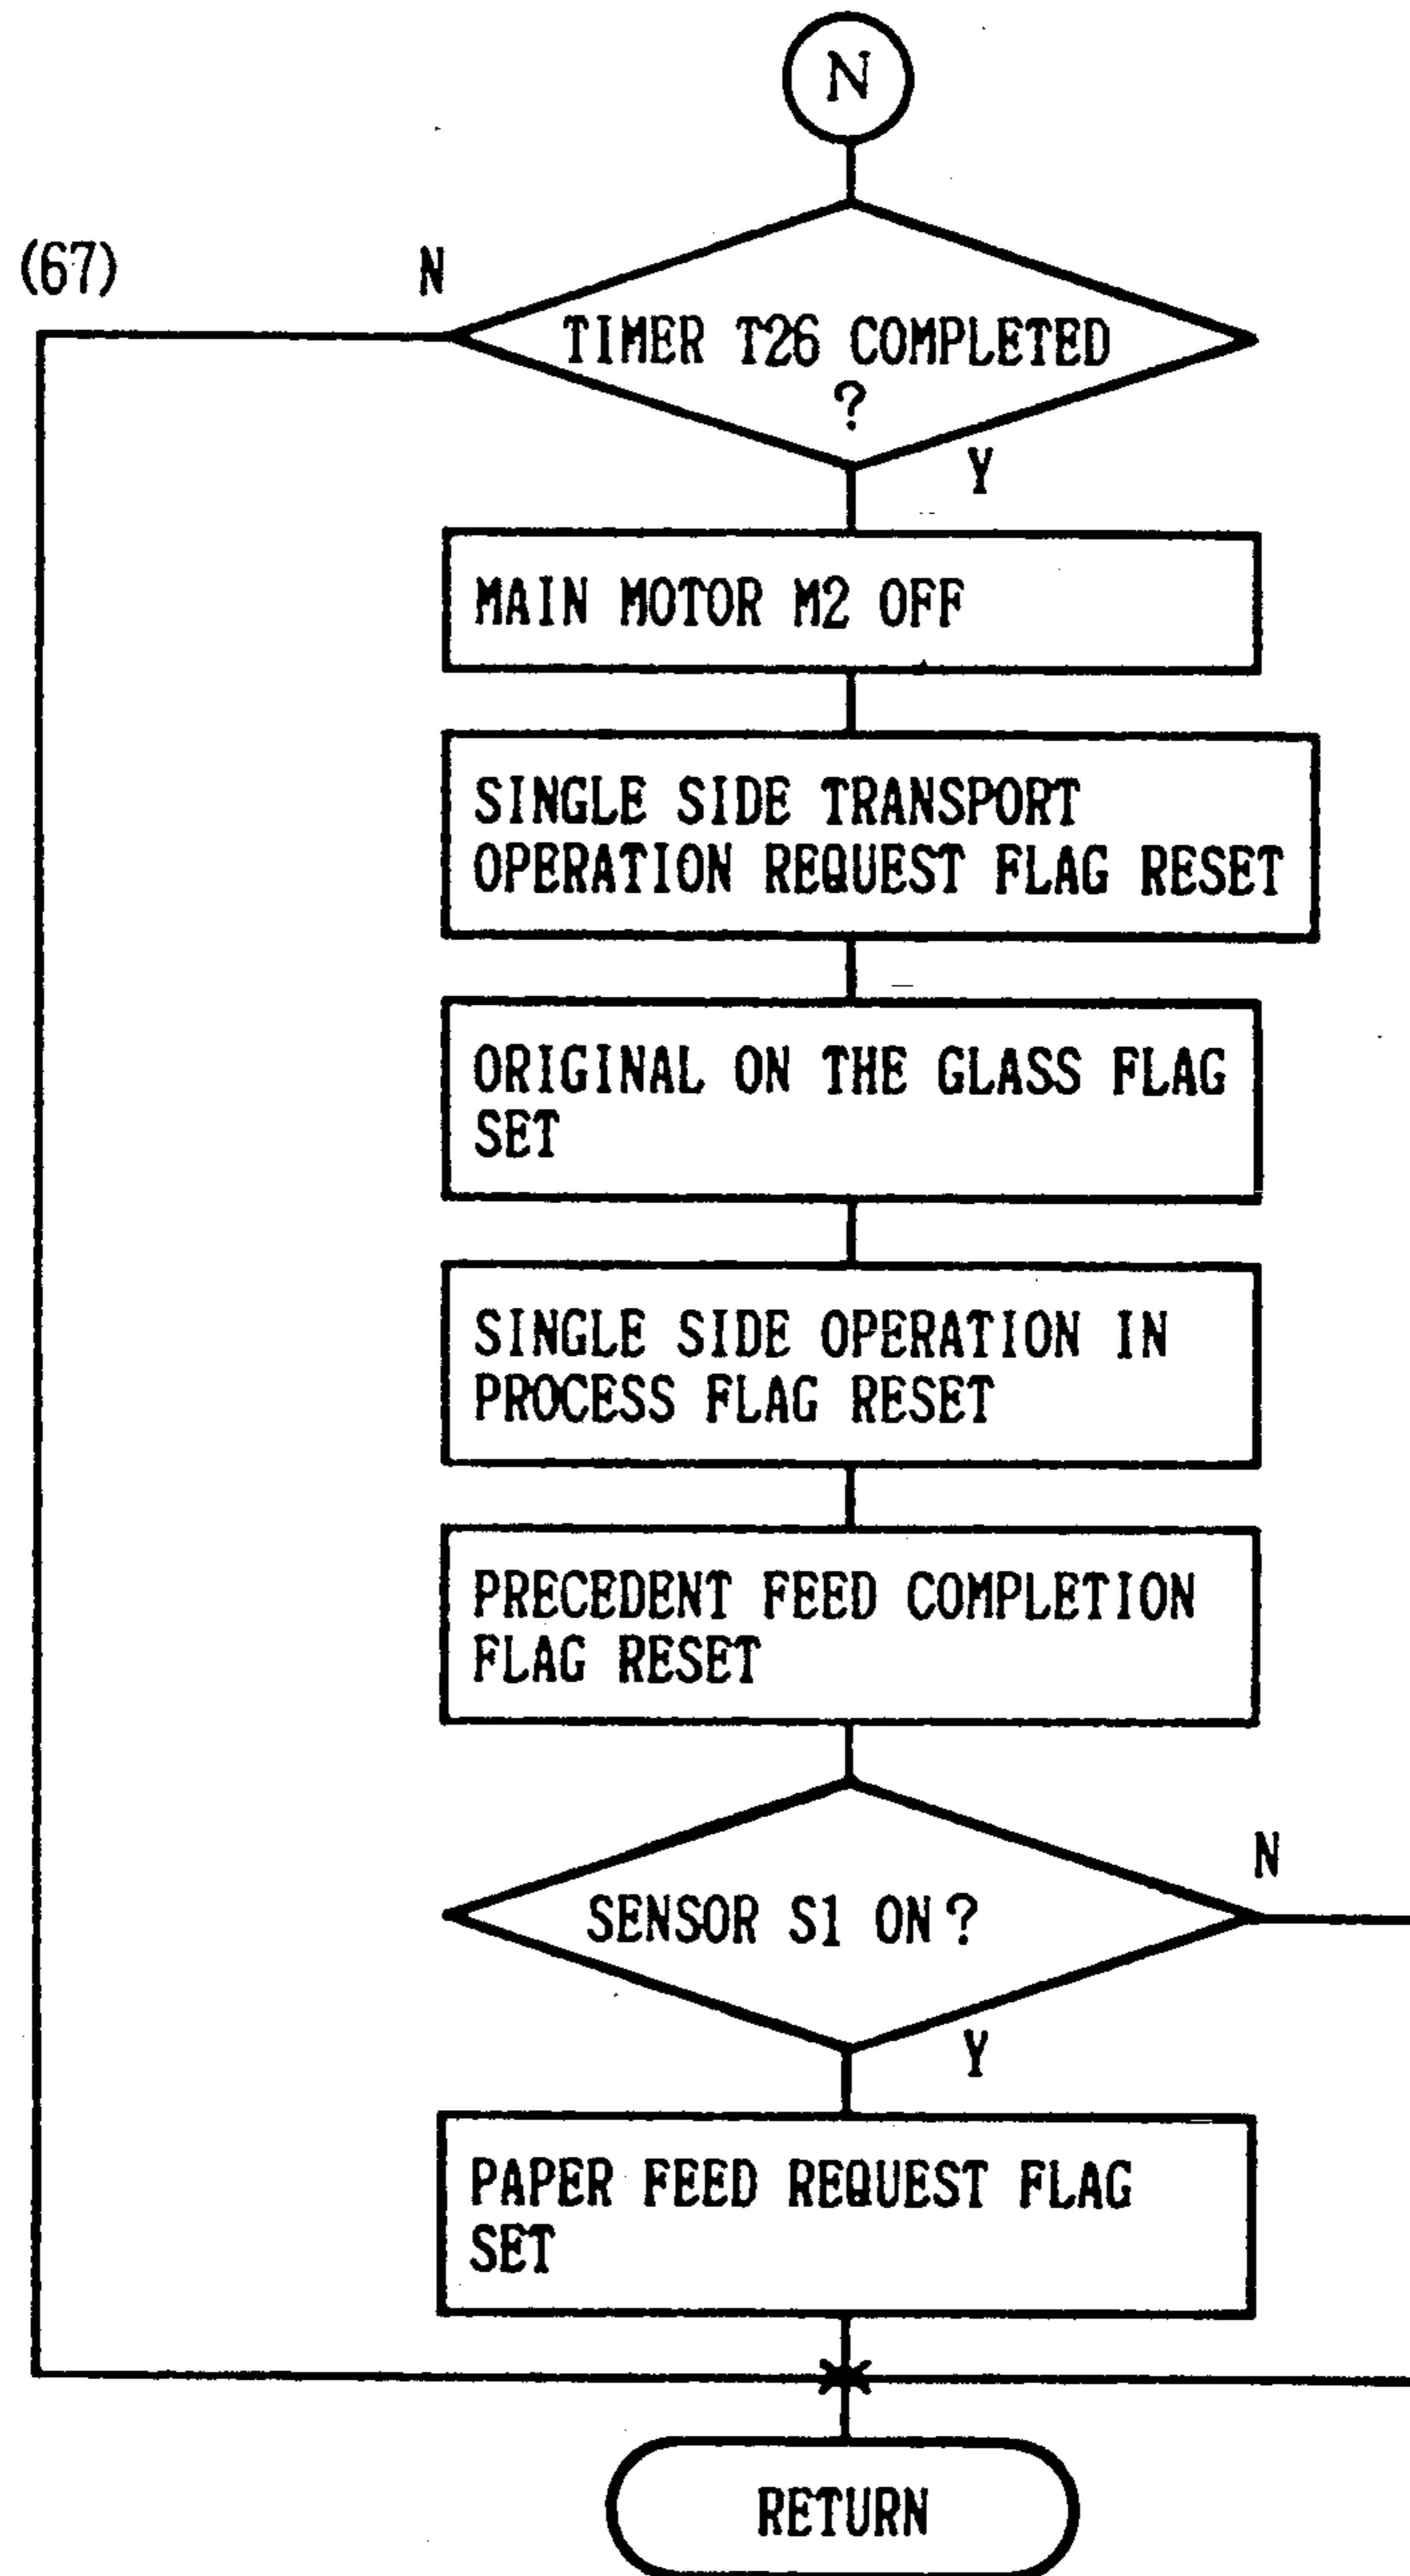 N
(67)
N
TIMER T26 COMPLETED
?
Y
MAIN MOTOR M2 OFF
SINGLE SIDE TRANSPORT
OPERATION REQUEST FLAG RESET
ORIGINAL ON THE GLASS FLAG
SET
SINGLE SIDE OPERATION IN
PROCESS FLAG RESET
PRECEDENT FEED COMPLETION
FLAG RESET
N
SENSOR S1 ON?
Y
PAPER FEED REQUEST FLAG
SET
RETURN